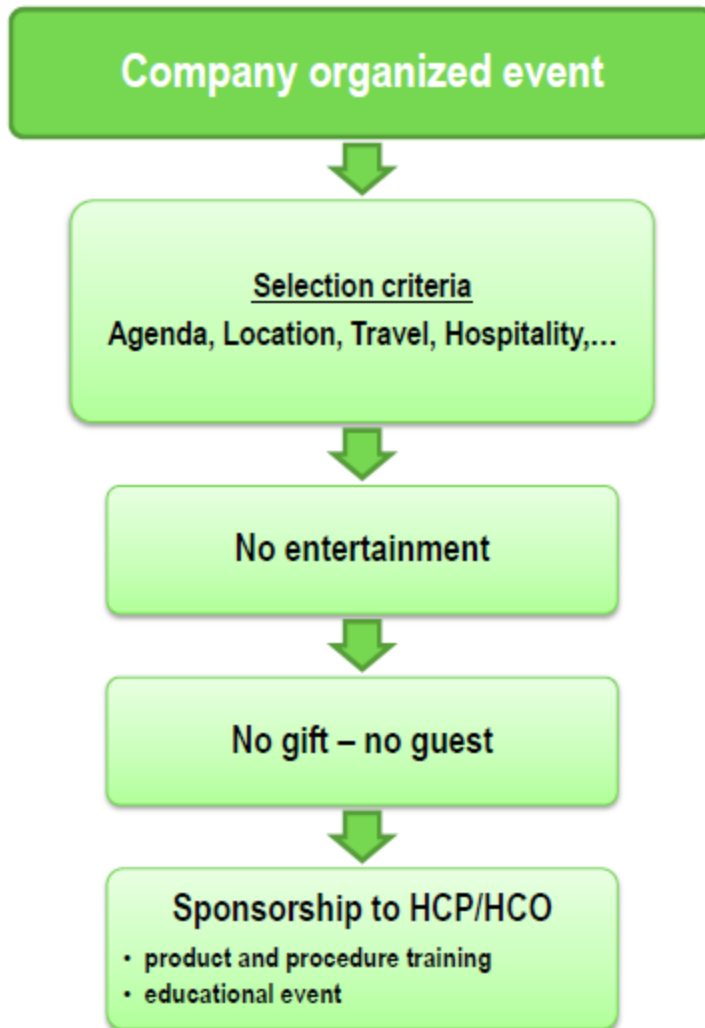 Company organized event
Selection criteria
Agenda, Location, Travel, Hospitality,...
No entertainment
No gift – no guest
Sponsorship to HCP/HCO
• product and procedure training
• educational event